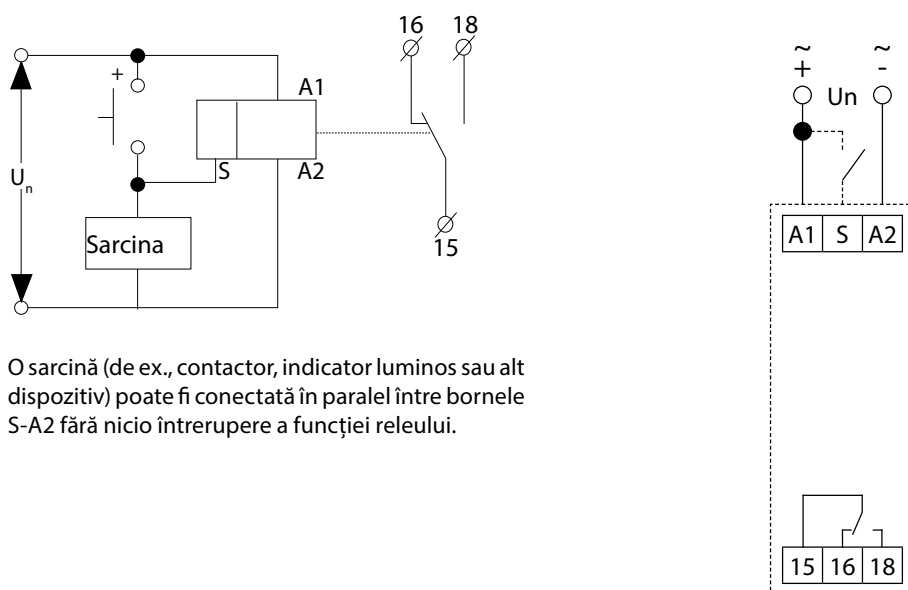 16 18
+
A1
S A2
U n
Sarcina
15
O sarcină (de ex., contactor, indicator luminos sau alt
dispozitiv) poate fi conectată în paralel între bornele
S-A2 fără nicio întrerupere a funcției releului.
~ ~
+ -
Un
A1 S A2
15 16 18